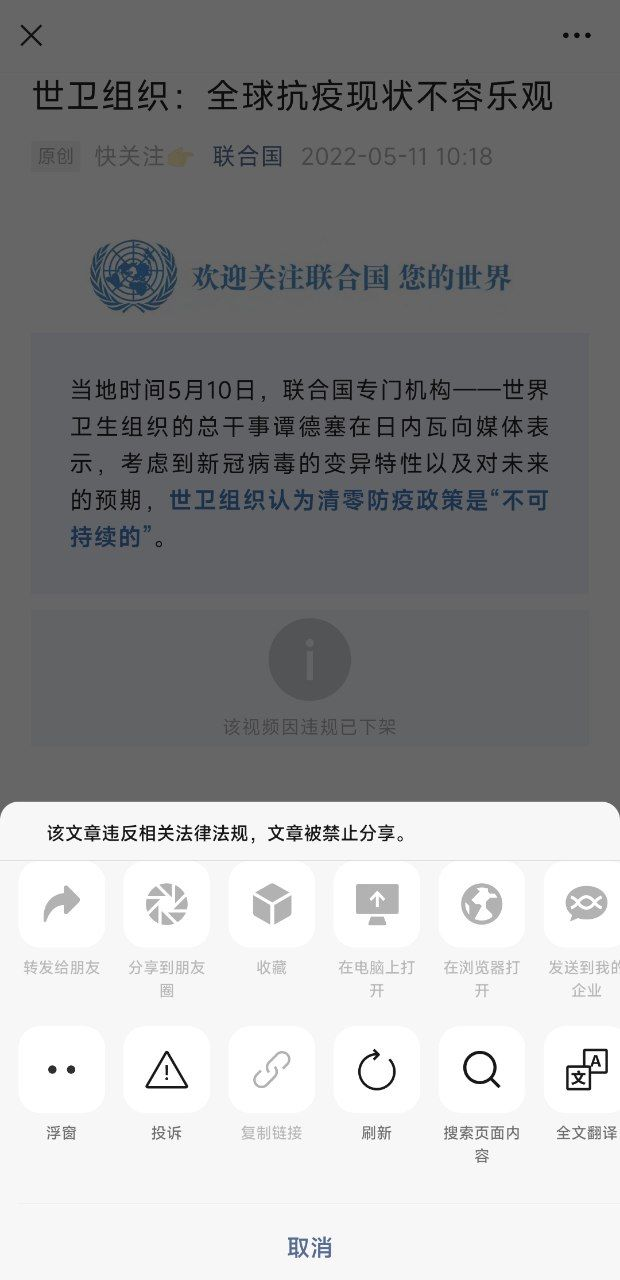 世卫组织：全球抗疫现状不容乐观
原创 快关注👉 联合国 2022-05-11 10:18
欢迎关注联合国 您的世界
当地时间5月10日，联合国专门机构——世界
卫生组织的总干事谭德塞在日内瓦向媒体表
示，考虑到新冠病毒的变异特性以及对未来
的预期，世卫组织认为清零防疫政策是“不可
持续的”。
该视频因违规已下架
该文章违反相关法律法规，文章被禁止分享。
转发给朋友
分享到朋友
圈
收藏
在电脑上打
开
在浏览器打
开
发送到我的
企业
浮窗
投诉
复制链接
刷新
搜索页面内
容
A
文
全文翻译
取消